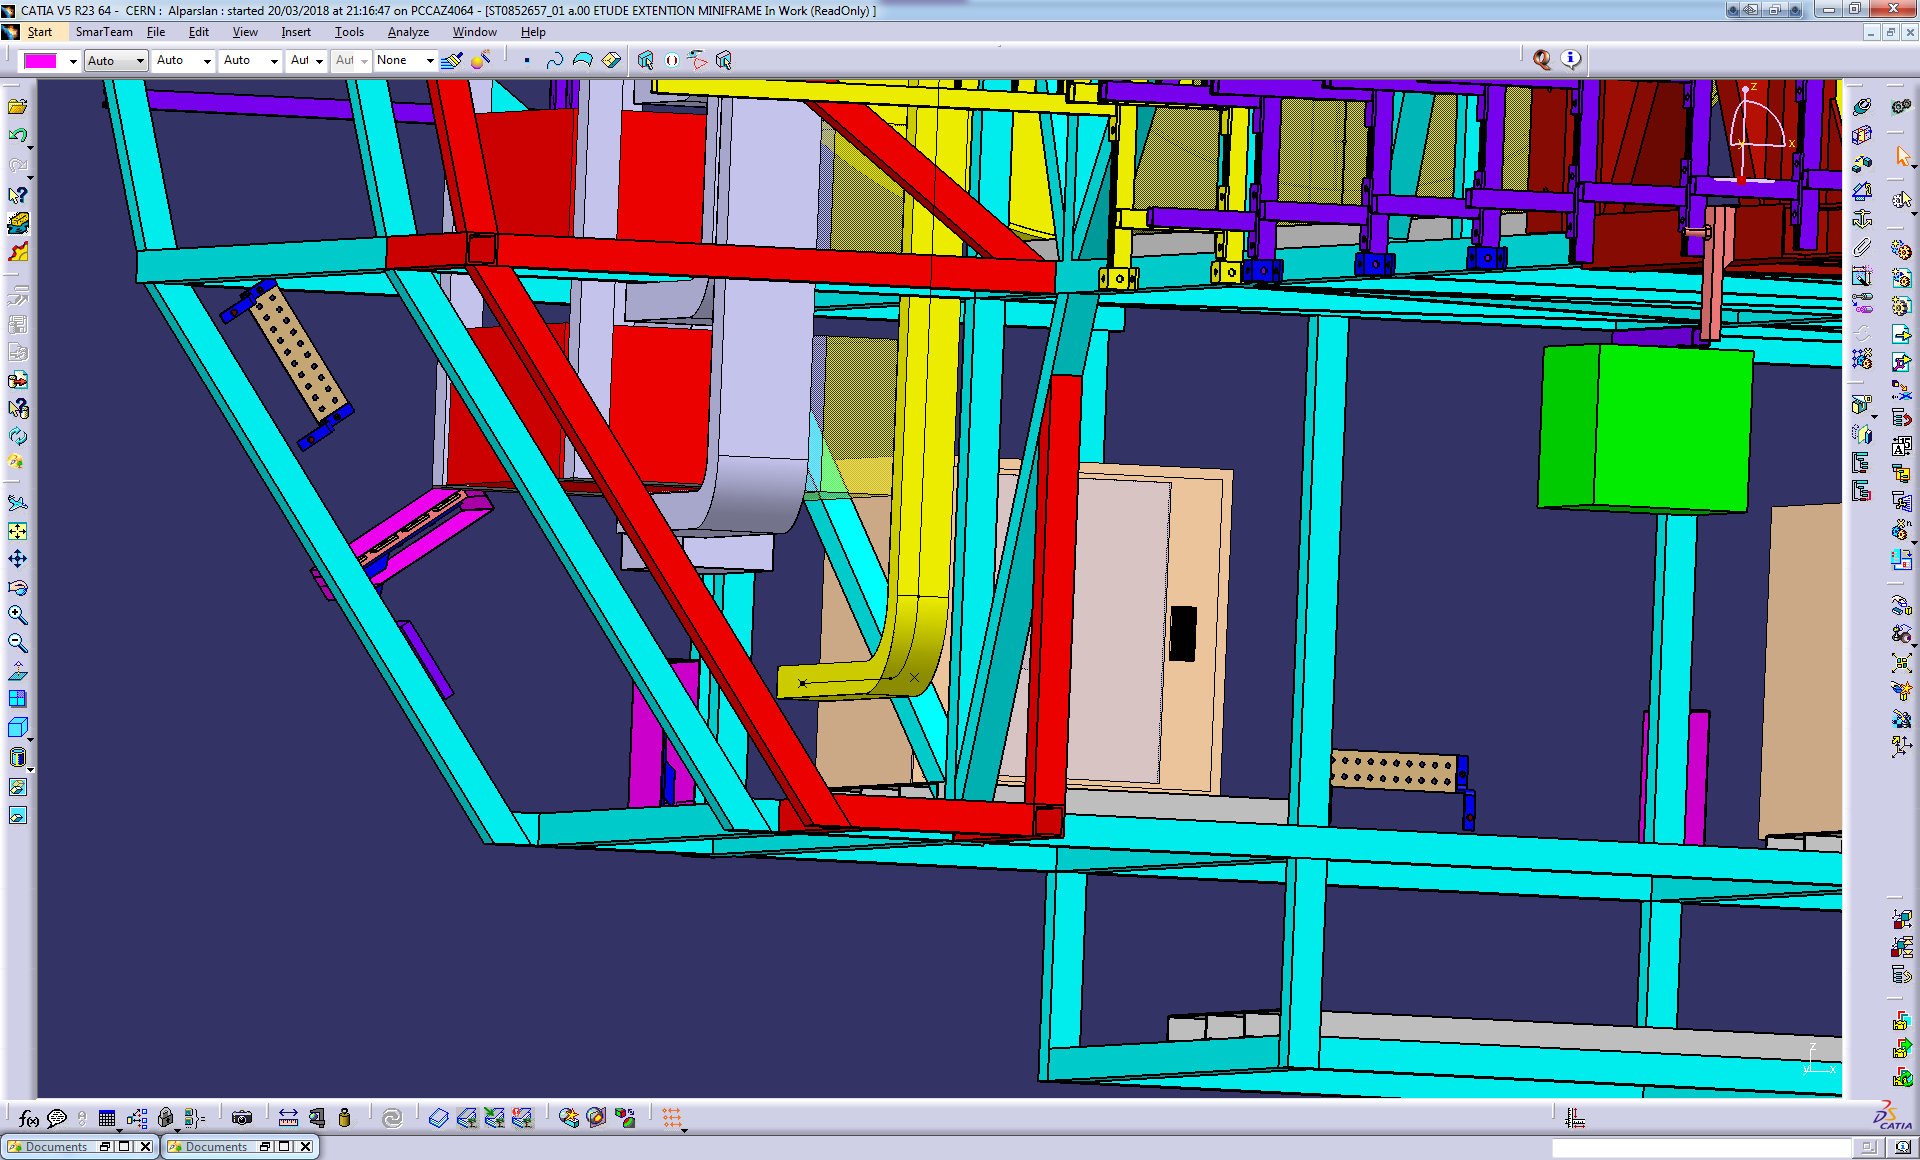 CATIA V5 R23 64 - CERN : Alparslan : started 20/03/2018 at 21:16:47 on PCCAZ4064 - [ST0852657_01 a.00 ETUDE EXTENTION MINIFRAME In Work (ReadOnly) ]
Start SmarTeam File Edit View Insert Tools Analyze Window Help
Auto Auto Auto Aut Aut None
z
x
y
z
y x
f(x)
CATIA
Documents Documents